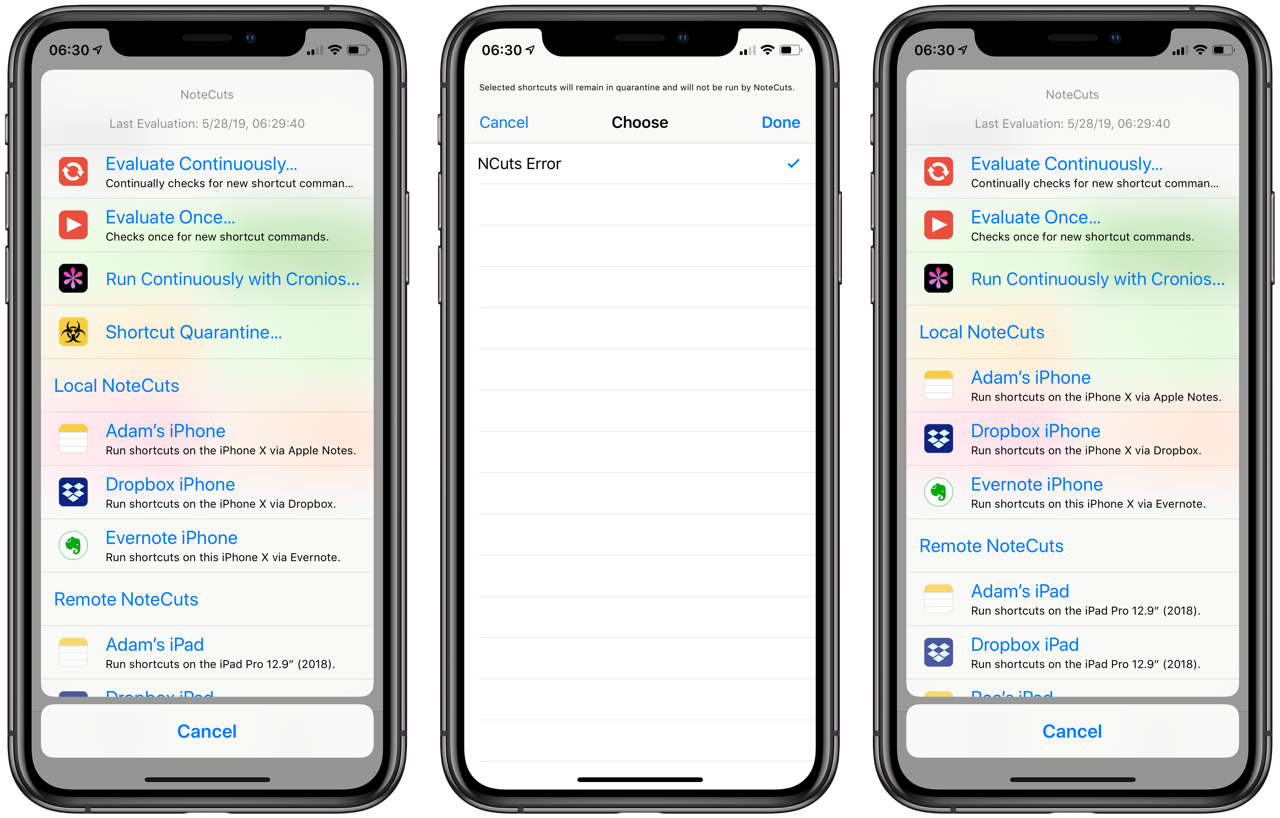 06:30
NoteCuts
Last Evaluation: 5/28/19, 06:29:40
Evaluate Continuously...
Continually checks for new shortcut comman...
Evaluate Once...
Checks once for new shortcut commands.
Run Continuously with Cronios...
Shortcut Quarantine...
Local NoteCuts
Adam’s iPhone
Run shortcuts on the iPhone X via Apple Notes.
Dropbox iPhone
Run shortcuts on the iPhone X via Dropbox.
Evernote iPhone
Run shortcuts on this iPhone X via Evernote.
Remote NoteCuts
Adam’s iPad
Run shortcuts on the iPad Pro 12.9” (2018).
Dropbox iPad
Cancel
06:30
Selected shortcuts will remain in quarantine and will not be run by NoteCuts.
Cancel Choose Done
NCuts Error
06:30
NoteCuts
Last Evaluation: 5/28/19, 06:29:40
Evaluate Continuously...
Continually checks for new shortcut comman...
Evaluate Once...
Checks once for new shortcut commands.
Run Continuously with Cronios...
Local NoteCuts
Adam’s iPhone
Run shortcuts on the iPhone X via Apple Notes.
Dropbox iPhone
Run shortcuts on the iPhone X via Dropbox.
Evernote iPhone
Run shortcuts on this iPhone X via Evernote.
Remote NoteCuts
Adam’s iPad
Run shortcuts on the iPad Pro 12.9” (2018).
Dropbox iPad
Run shortcuts on the iPad Pro 12.9” (2018).
iPad
Cancel